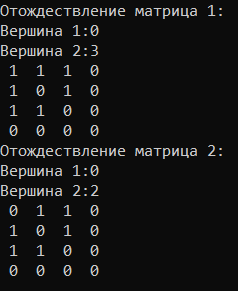 Отождествление матрица 1:
Вершина 1:0
Вершина 2:3
1 1 1 0
1 0 1 0
1 1 0 0
0 0 0 0
Отождествление матрица 2:
Вершина 1:0
Вершина 2:2
0 1 1 0
1 0 1 0
1 1 0 0
0 0 0 0